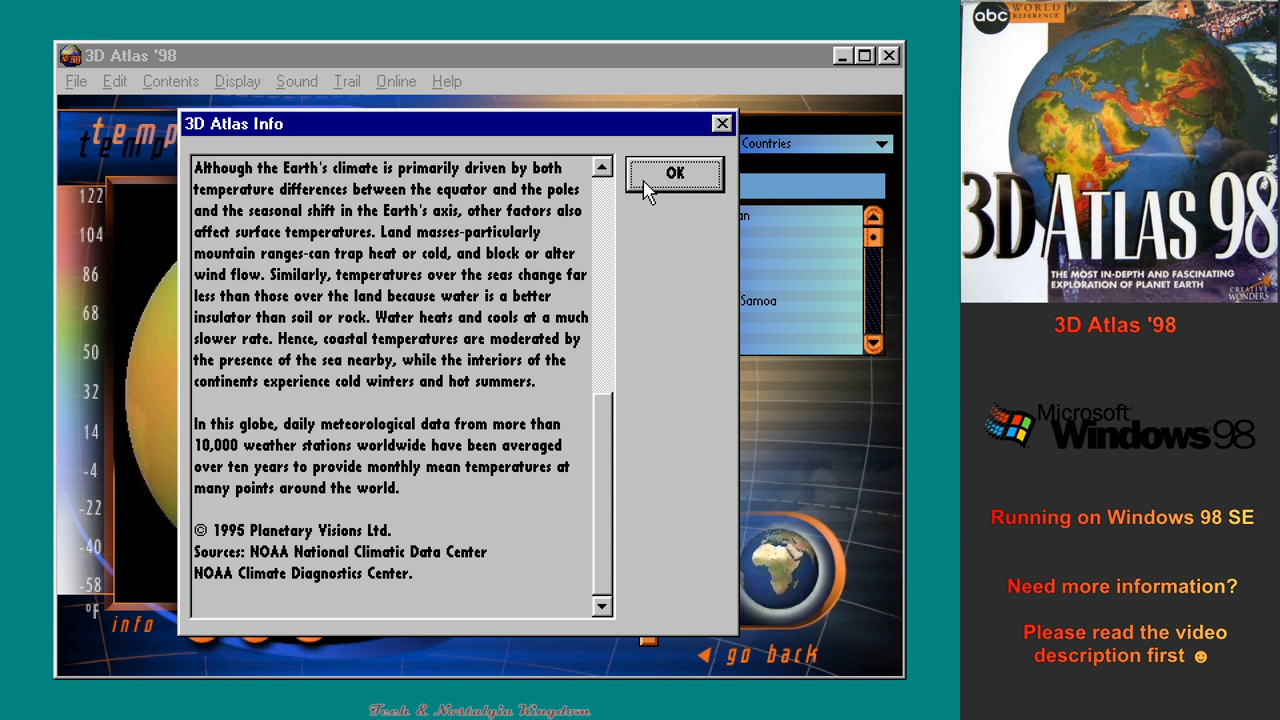 3D Atlas '98
File Edit Contents Display Sound Trail Online Help
temp
3D Atlas Info
Although the Earth's climate is primarily driven by both
temperature differences between the equator and the poles
and the seasonal shift in the Earth's axis, other factors also
affect surface temperatures. Land masses-particularly
mountain ranges-can trap heat or cold, and block or alter
wind flow. Similarly, temperatures over the seas change far
less than those over the land because water is a better
insulator than soil or rock. Water heats and cools at a much
slower rate. Hence, coastal temperatures are moderated by
the presence of the sea nearby, while the interiors of the
continents experience cold winters and hot summers.
In this globe, daily meteorological data from more than
10,000 weather stations worldwide have been averaged
over ten years to provide monthly mean temperatures at
many points around the world.
© 1995 Planetary Visions Ltd.
Sources: NOAA National Climatic Data Center
NOAA Climate Diagnostics Center.
OK
Countries
an
Samoa
122
104
86
68
50
32
14
-4
-22
-40
-58
°F
info
go back
Tech & Nostalgia Kingdom
abc WORLD
REFERENCE
3D ATLAS 98
THE MOST IN-DEPTH AND FASCINATING
EXPLORATION OF PLANET EARTH
CREATIVE
WONDERS
3D Atlas '98
Microsoft
Windows 98
Running on Windows 98 SE
Need more information?
Please read the video
description first ☻